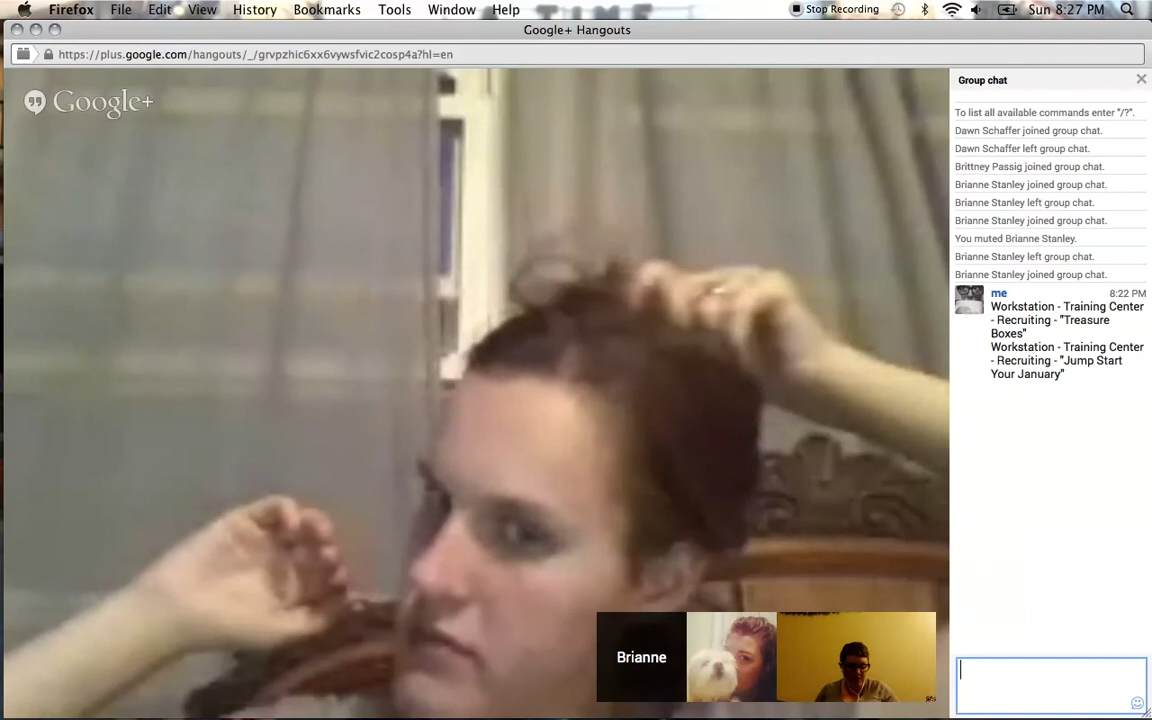 Firefox File Edit View History Bookmarks Tools Window Help Stop Recording Sun 8:27 PM
Google+ Hangouts
https://plus.google.com/hangouts/_/grvpzhic6xx6vywsfvic2cosp4a?hl=en
Google+
Group chat
To list all available commands enter "/?".
Dawn Schaffer joined group chat.
Dawn Schaffer left group chat.
Brittney Passig joined group chat.
Brianne Stanley joined group chat.
Brianne Stanley left group chat.
Brianne Stanley joined group chat.
You muted Brianne Stanley.
Brianne Stanley left group chat.
Brianne Stanley joined group chat.
me 8:22 PM
Workstation - Training Center
- Recruiting - "Treasure
Boxes"
Workstation - Training Center
- Recruiting - "Jump Start
Your January"
Brianne